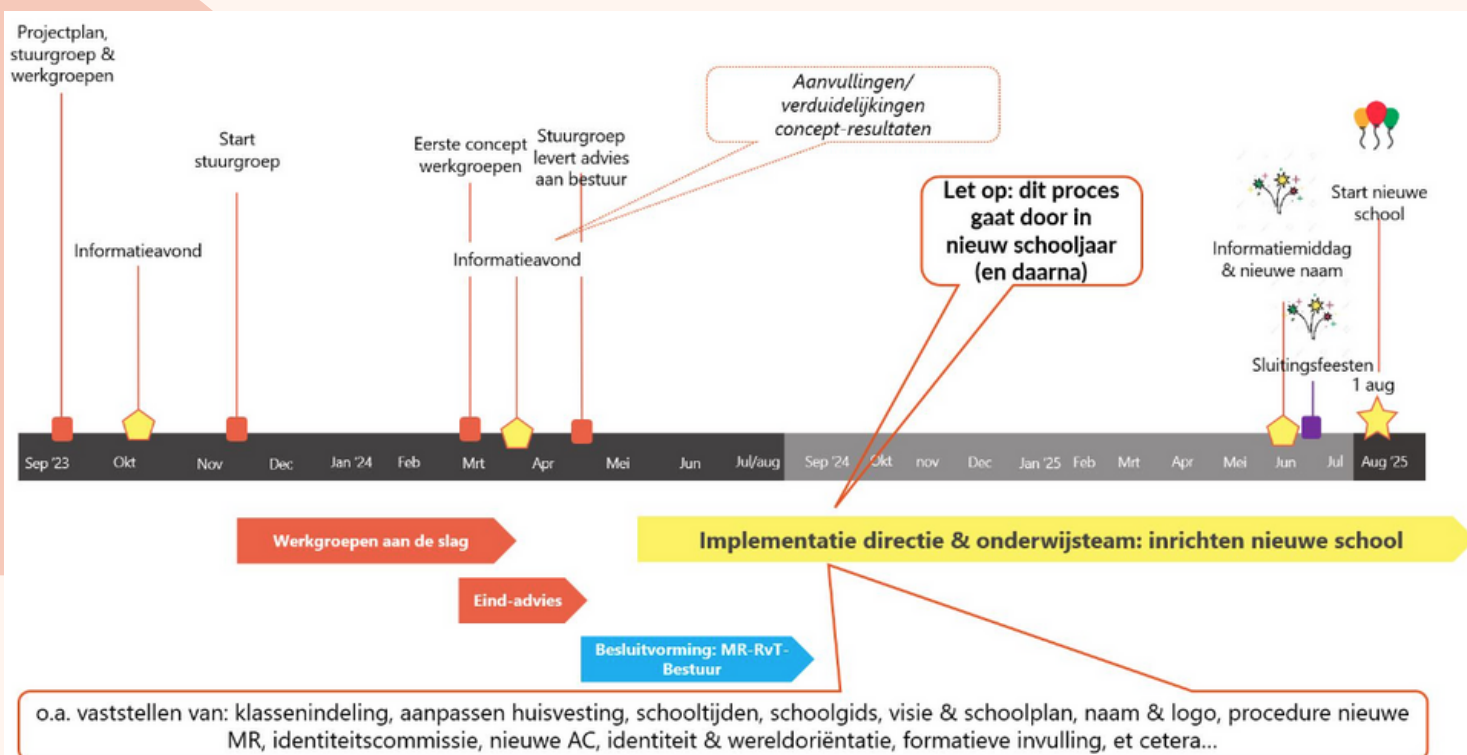 Projectplan,
stuurgroep &
werkgroepen
Informatieavond
Start
stuurgroep
Eerste concept
werkgroepen
Informatieavond
Stuurgroep
levert advies
aan bestuur
Aanvullingen/
verduidelijkingen
concept-resultaten
Let op: dit proces
gaat door in
nieuw schooljaar
(en daarna)
Informatiemiddag
& nieuwe naam
Sluitingsfeesten
Start nieuwe
school
1 aug
Sep '23 Okt Nov Dec Jan '24 Feb Mrt Apr Mei Jun Jul/aug Sep '24 Okt nov Dec Jan '25 Feb Mrt Apr Mei Jun Jul Aug '25
Werkgroepen aan de slag
Implementatie directie & onderwijsteam: inrichten nieuwe school
Eind-advies
Besluitvorming: MR-RvT-
Bestuur
o.a. vaststellen van: klassenindeling, aanpassen huisvesting, schooltijden, schoolgids, visie & schoolplan, naam & logo, procedure nieuwe
MR, identiteitscommissie, nieuwe AC, identiteit & wereldoriëntatie, formatieve invulling, et cetera...